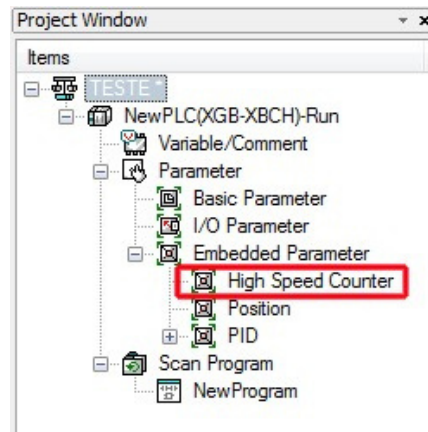 Project Window
Items
TESTE *
NewPLC(XGB-XBCH)-Run
Variable/Comment
Parameter
Basic Parameter
I/O Parameter
Embedded Parameter
High Speed Counter
Position
PID
Scan Program
NewProgram